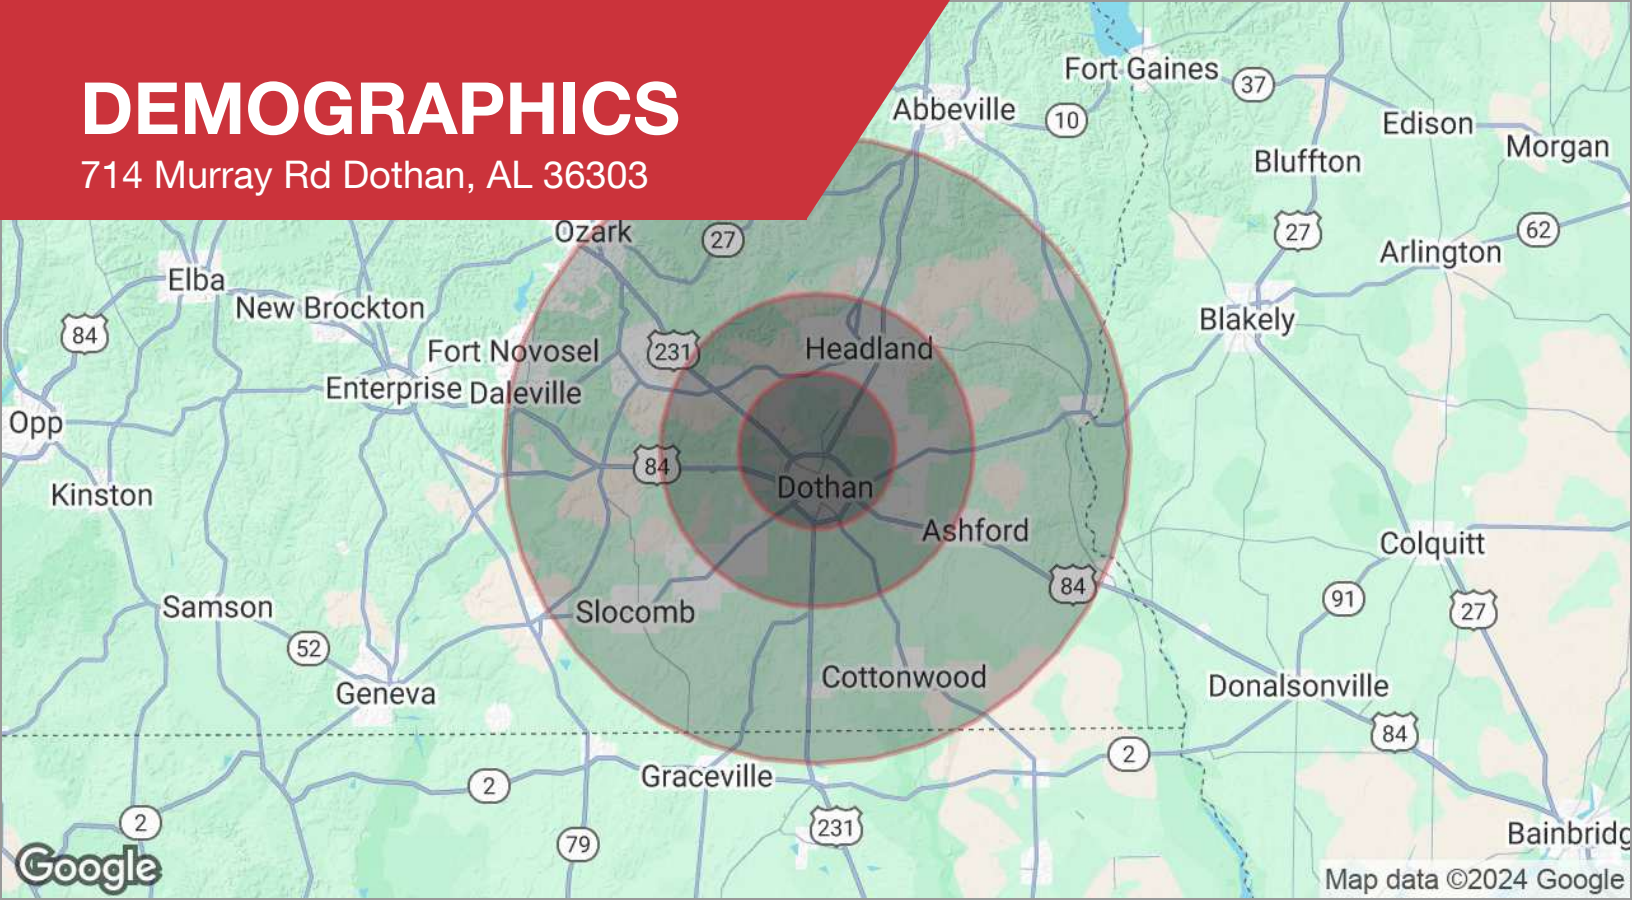 DEMOGRAPHICS
714 Murray Rd Dothan, AL 36303
Fort Gaines
37
Abbeville
10
Edison
Morgan
Bluffton
Ozark
27
27
62
Arlington
Elba
New Brockton
84
Blakely
Fort Novosel
231
Headland
Enterprise
Daleville
Opp
84
Dothan
Kinston
Ashford
Colquitt
84
91
27
Samson
Slocomb
52
Cottonwood
Geneva
Donalsonville
84
2
Graceville
2
2
231
79
Bainbridg
Google
Map data ©2024 Google